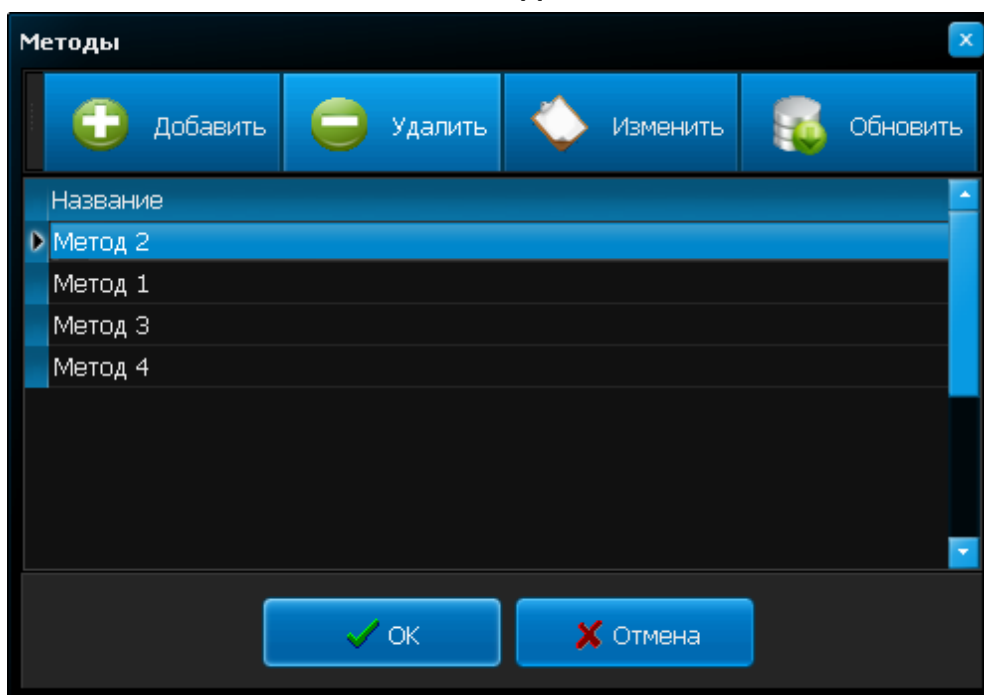 Методы
Добавить Удалить Изменить Обновить
Название
Метод 2
Метод 1
Метод 3
Метод 4
OK Отмена